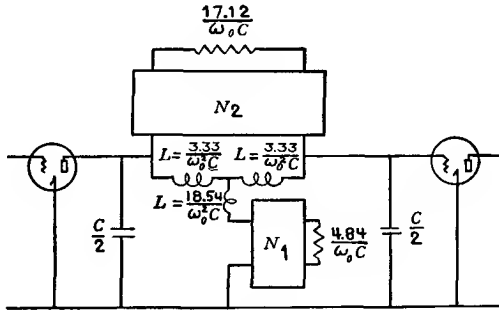 17.12
ω₀C
N₂
L = 3.33/ω₀²C L = 3.33/ω₀²C
L = 18.54/ω₀²C
C/2
N₁
4.84/ω₀C
C/2